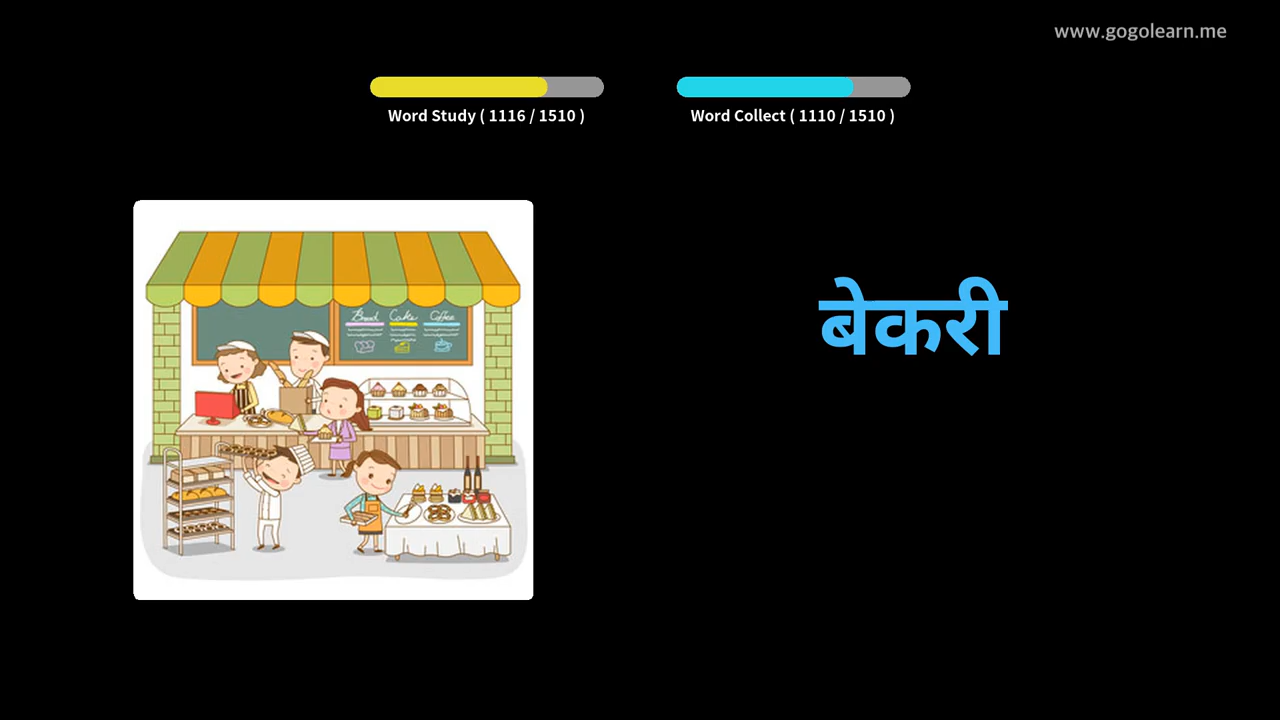 www.gogolearn.me
Word Study ( 1116 / 1510 )
Word Collect ( 1110 / 1510 )
Bread Cake Coffee
बेकरी